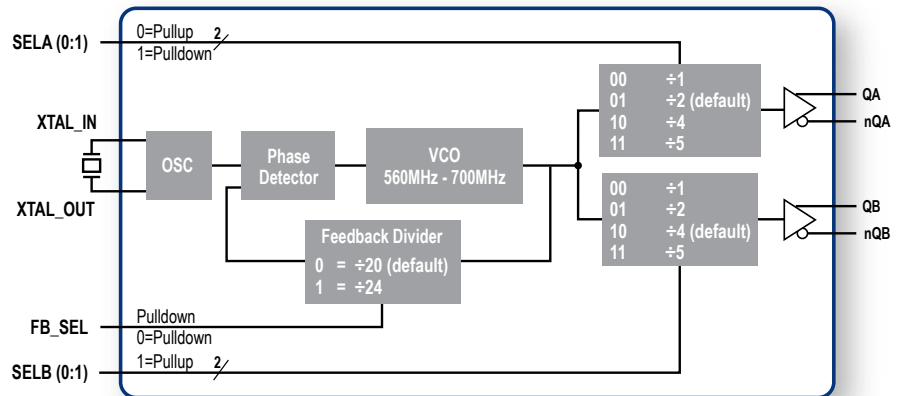 SELA (0:1)
0=Pullup 2
1=Pulldown
XTAL_IN
XTAL_OUT
OSC
Phase
Detector
VCO
560MHz - 700MHz
Feedback Divider
0 = ÷20 (default)
1 = ÷24
00 ÷1
01 ÷2 (default)
10 ÷4
11 ÷5
QA
nQA
00 ÷1
01 ÷2
10 ÷4 (default)
11 ÷5
QB
nQB
FB_SEL
Pulldown
0=Pulldown
SELB (0:1)
1=Pullup 2